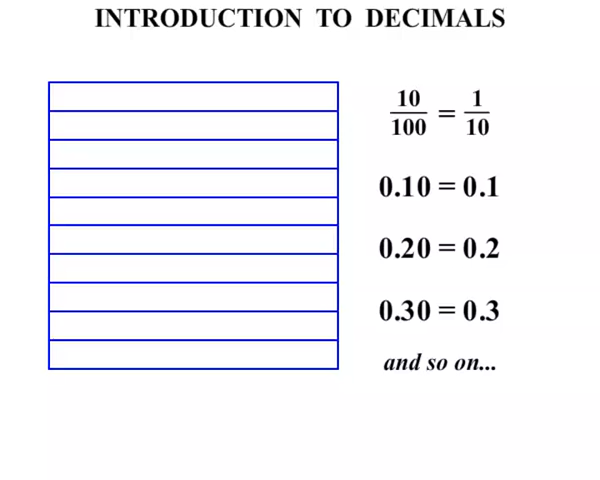 INTRODUCTION TO DECIMALS
10/100 = 1/10
0.10 = 0.1
0.20 = 0.2
0.30 = 0.3
and so on...